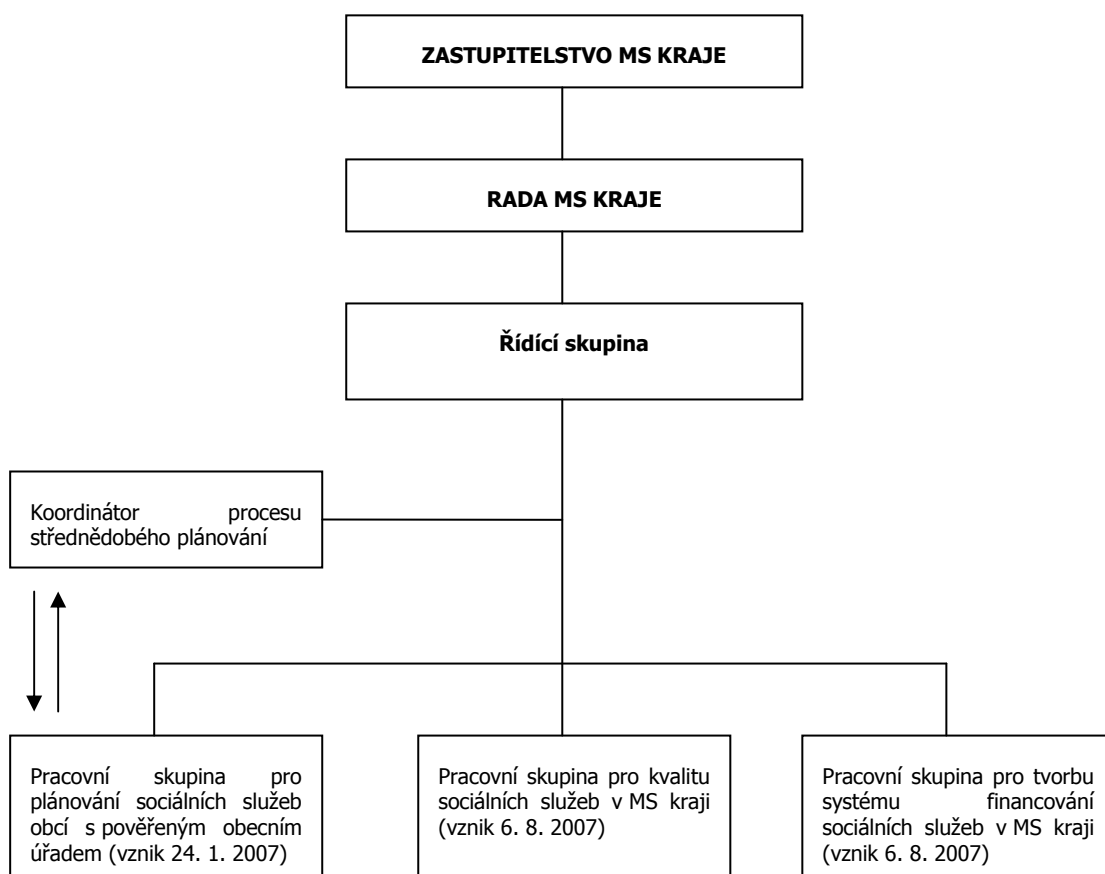 ZASTUPITELSTVO MS KRAJE
RADA MS KRAJE
Řídící skupina
Koordinátor procesu
střednědobého plánování
Pracovní skupina pro
plánování sociálních služeb
obcí s pověřeným obecním
úřadem (vznik 24. 1. 2007)
Pracovní skupina pro kvalitu
sociálních služeb v MS kraji
(vznik 6. 8. 2007)
Pracovní skupina pro tvorbu
systému financování
sociálních služeb v MS kraji
(vznik 6. 8. 2007)